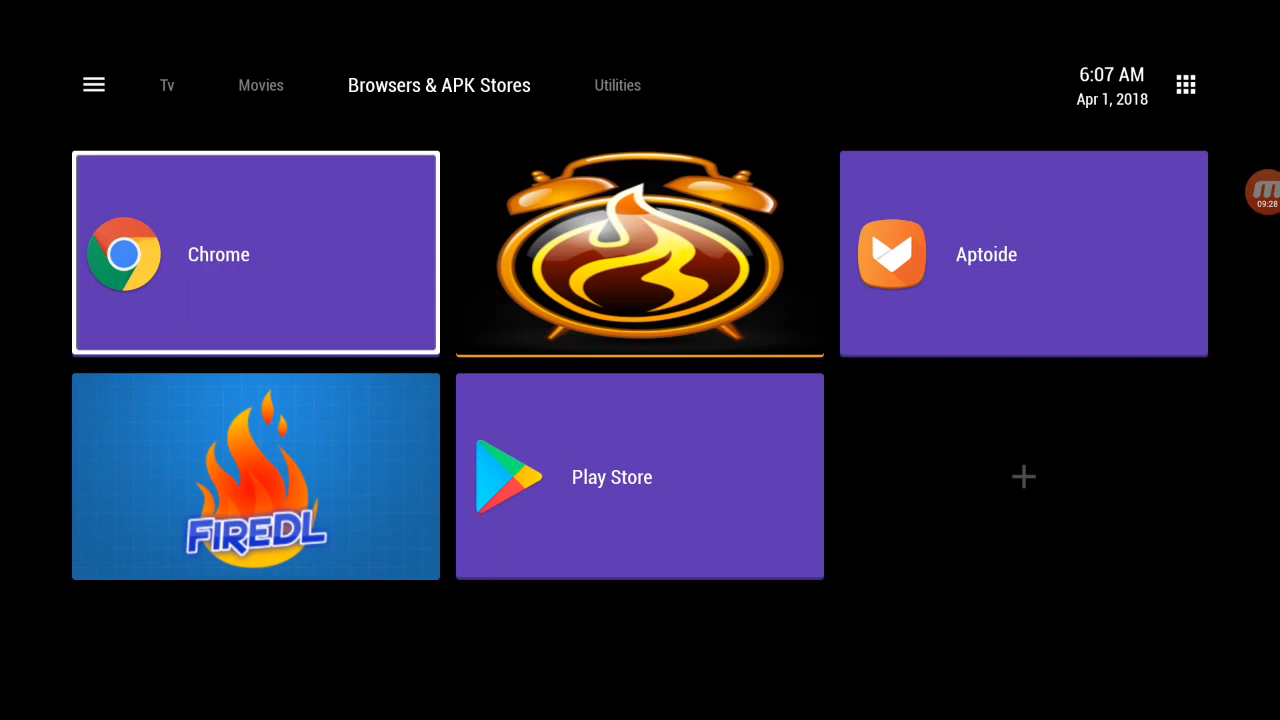 Tv
Movies
Browsers & APK Stores
Utilities
6:07 AM
Apr 1, 2018
Chrome
Aptoide
09:28
FIREDL
Play Store